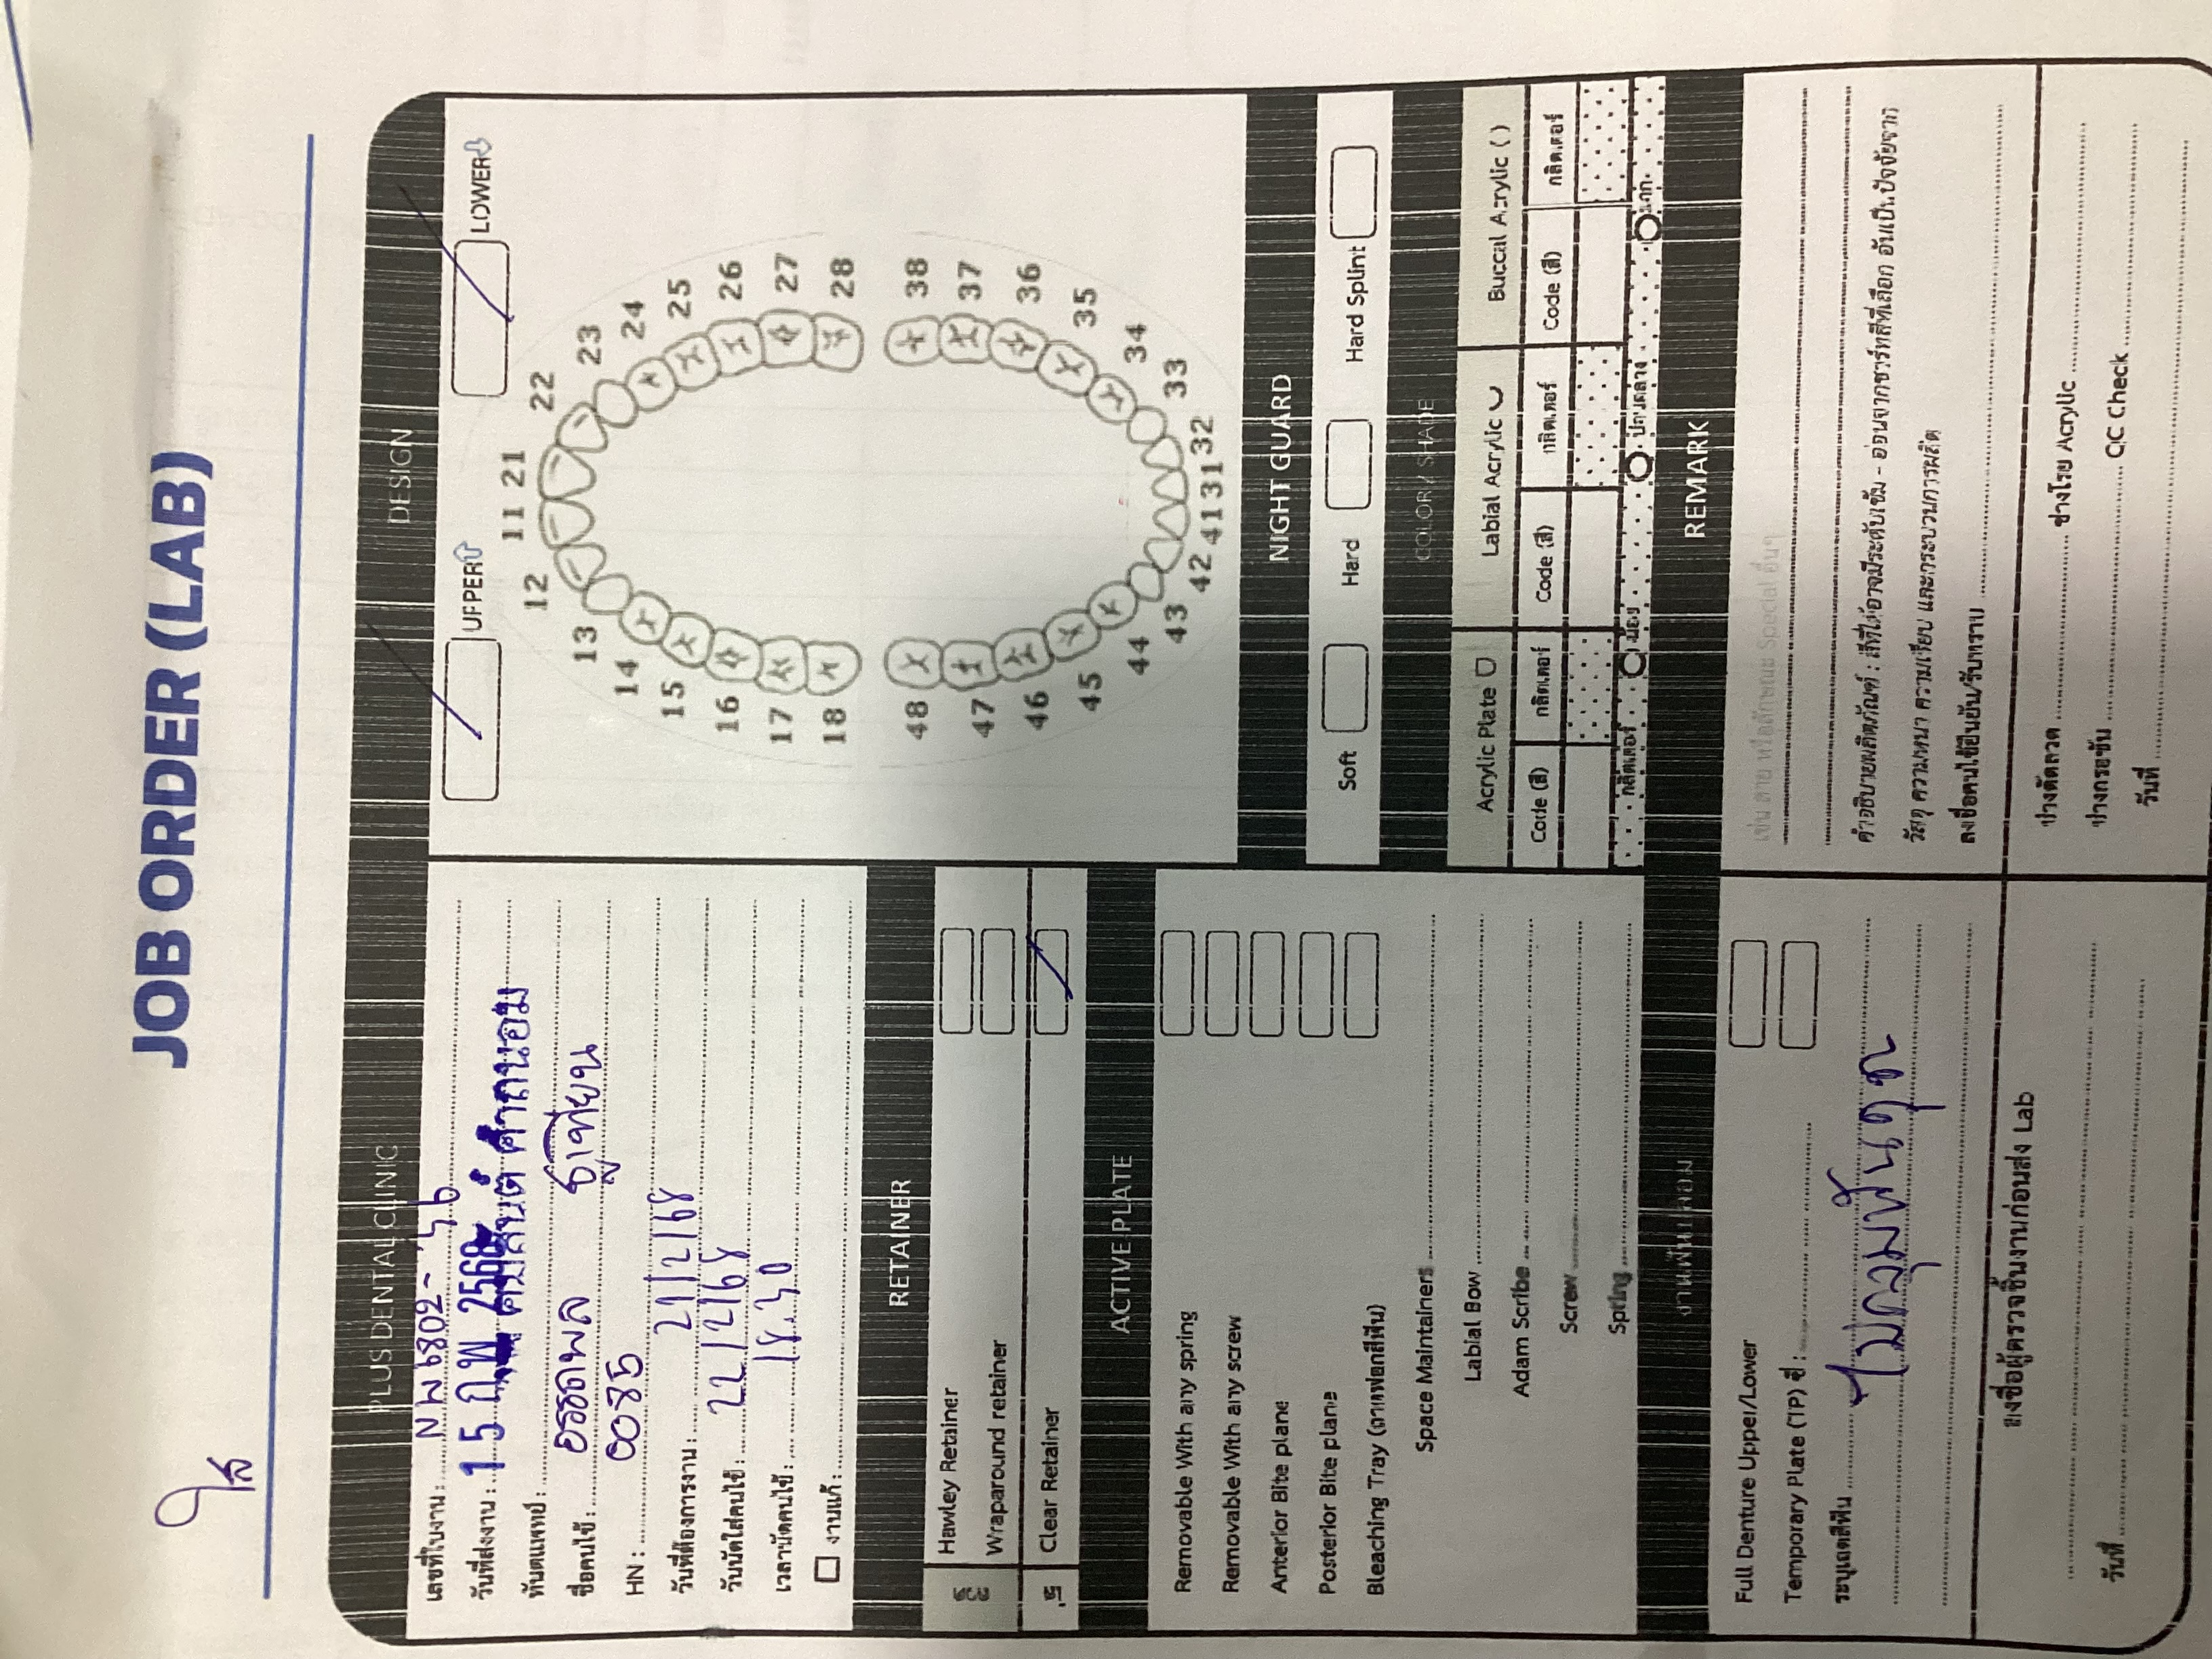 JOB ORDER (LAB)
ใส
PLUS DENTAL CLINIC
เลขที่ใบงาน : NW6802-36
วันที่ส่งงาน : 15 ก.พ. 2568
คมสันต์ คำถนอม
ทันตแพทย์ :
ชื่อคนไข้ : อรรถพล ธูเทียน
HN : 0085
วันที่ต้องการงาน : 21/2/68
วันนัดใส่คนไข้ : 22/2/68
เวลานัดคนไข้ : 18.30
งานแก้ :
RETAINER
ลวด
Hawley Retainer
Wraparound retainer
ใส
Clear Retainer
ACTIVE PLATE
Removable With any spring
Removable With any screw
Anterior Bite plane
Posterior Bite plane
Bleaching Tray (ถาดฟอกสีฟัน)
Space Maintainers
Labial Bow
Adam Scribe
Screw
Spring
งานฟันปลอม
Full Denture Upper/Lower
Temporary Plate (TP) ซี่ :
ระบุเฉดสีฟัน
ไม่คลุมฟันคุด
ลงชื่อผู้ตรวจชิ้นงานก่อนส่ง Lab
วันที่
DESIGN
UPPER LOWER
11 21
12 22
13 23
14 24
15 25
16 26
17 27
18 28
48 38
47 37
46 36
45 35
44 34
43 33
42 41 31 32
NIGHT GUARD
Soft Hard Hard Splint
COLOR / SHADE
Acrylic Plate Labial Acrylic Buccal Acrylic ( )
Code (สี) กลิตเตอร์ Code (สี) กลิตเตอร์ Code (สี) กลิตเตอร์
กลิตเตอร์ น้อย ปานกลาง มาก
REMARK
เช่น ลาย หรือลักษณะ Special อื่นๆ
คำอธิบายผลิตภัณฑ์ : สีที่ได้อาจมีระดับเข้ม - อ่อนจากชาร์ทสีที่เลือก อันเป็นปัจจัยจาก
วัสดุ ความหนา ความเรียบ และกระบวนการผลิต
ลงชื่อคนไข้ยืนยัน/รับทราบ
ช่างดัดลวด ช่างโรย Acrylic
ช่างกรอขัน QC Check
วันที่